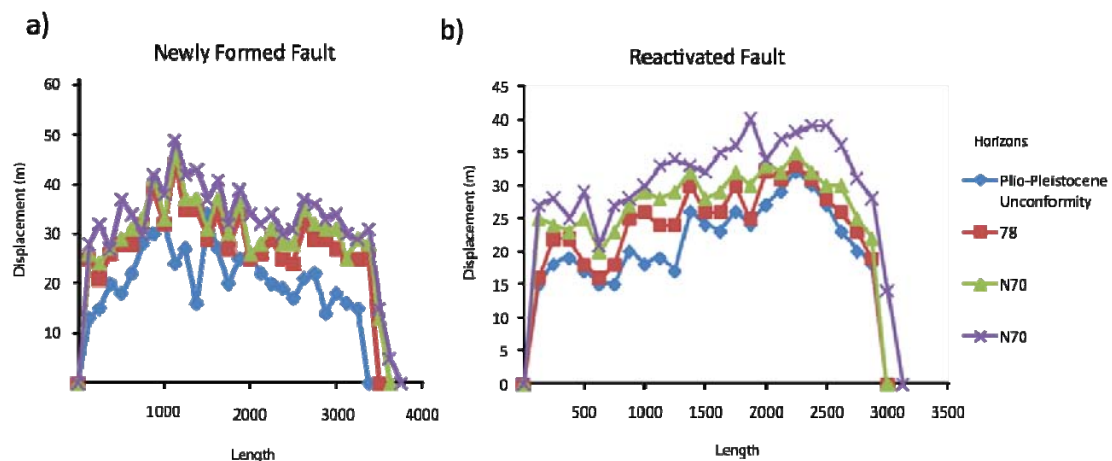 a)
Newly Formed Fault
60
50
40
30
20
10
Displacement (m)
1000 2000 3000 4000
Length
b)
Reactivated Fault
45
40
35
30
25
20
15
10
5
0
Displacement (m)
500 1000 1500 2000 2500 3000 3500
Length
Horizons:
Plio-Pleistocene
Unconformity
78
N70
N70